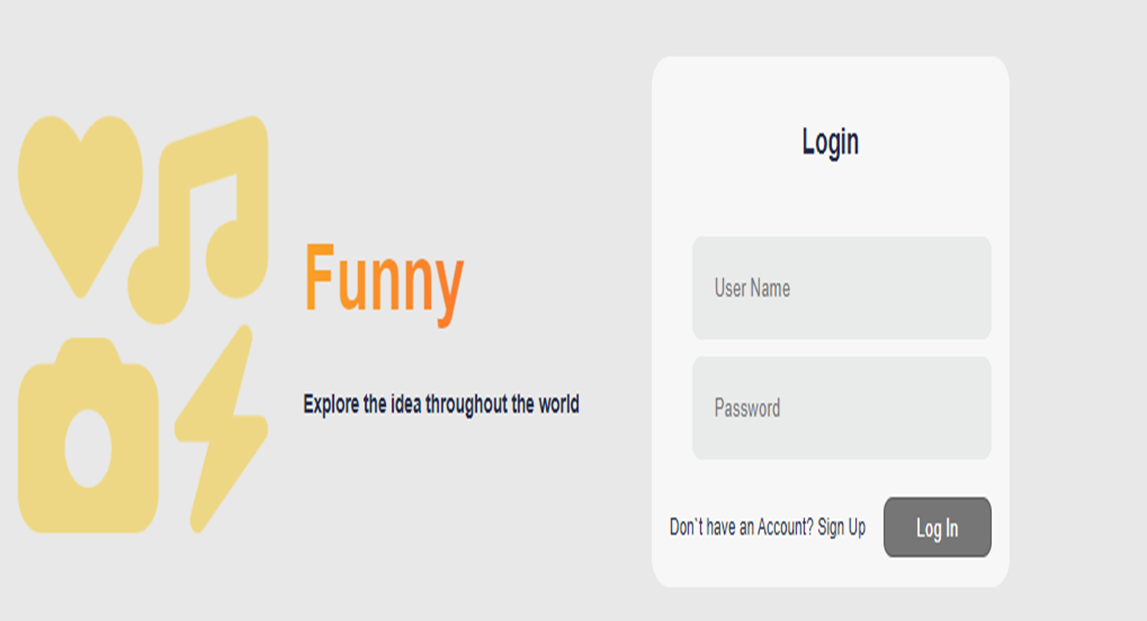 Login
Funny
User Name
Explore the idea throughout the world
Password
Don`t have an Account? Sign Up
Log In